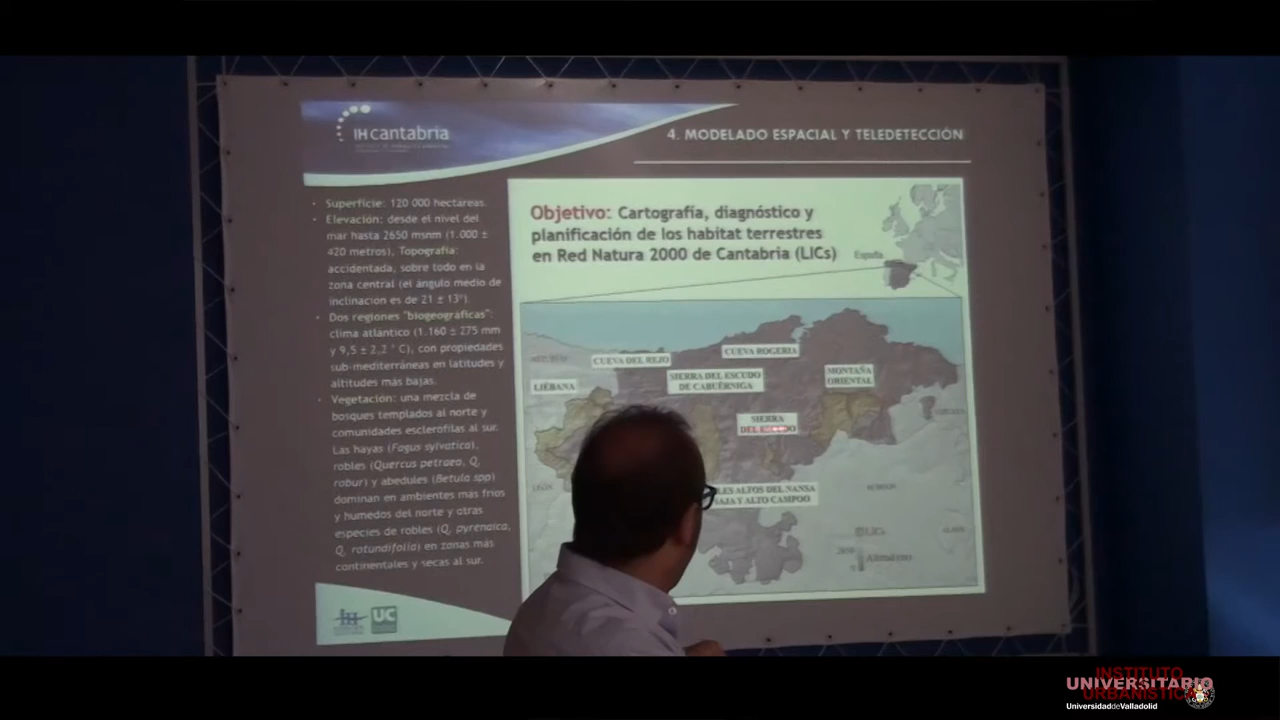 IHcantabria
4. MODELADO ESPACIAL Y TELEDETECCIÓN
• Superficie: 120 000 hectáreas.
• Elevación: desde el nivel del
mar hasta 2650 msnm (1.000 ±
420 metros), Topografía:
accidentada, sobre todo en la
zona central (el ángulo medio de
inclinación es de 21 ± 13°).
• Dos regiones "biogeográficas":
clima atlántico (1.160 ± 275 mm
y 9,5 ± 2,2 ° C), con propiedades
sub-mediterráneas en latitudes y
altitudes más bajas.
• Vegetación: una mezcla de
bosques templados al norte y
comunidades esclerófilas al sur.
Las hayas (Fagus sylvatica),
robles (Quercus petraea, Q.
robur) y abedules (Betula spp)
dominan en ambientes mas fríos
y humedos del norte y otras
especies de robles (Q. pyrenaica,
Q. rotundifolia) en zonas más
continentales y secas al sur.
Objetivo: Cartografía, diagnóstico y
planificación de los habitat terrestres
en Red Natura 2000 de Cantabria (LICs)
España
CUEVA ROGERIA
CUEVA DEL REJO
SIERRA DEL ESCUDO
DE CABUÉRNIGA
MONTAÑA
ORIENTAL
LIÉBANA
SIERRA
DEL
LES ALTOS DEL NANSA
SAJA Y ALTO CAMPOO
LEÓN
BURGOS
LICs
IH
UC
INSTITUTO
UNIVERSITARIO
URBANÍSTICA
UniversidaddeValladolid